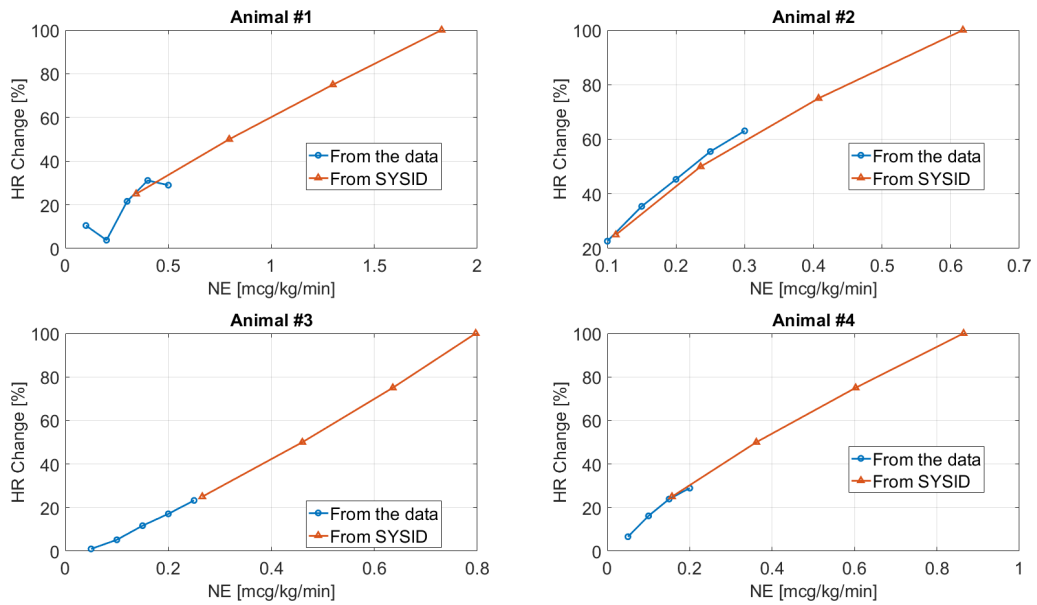 Animal #1
100
80
60
40
20
0
HR Change [%]
From the data
From SYSID
0 0.5 1 1.5 2
NE [mcg/kg/min]
Animal #2
100
80
60
40
20
HR Change [%]
From the data
From SYSID
0.1 0.2 0.3 0.4 0.5 0.6 0.7
NE [mcg/kg/min]
Animal #3
100
80
60
40
20
0
HR Change [%]
From the data
From SYSID
0 0.2 0.4 0.6 0.8
NE [mcg/kg/min]
Animal #4
100
80
60
40
20
0
HR Change [%]
From the data
From SYSID
0 0.2 0.4 0.6 0.8 1
NE [mcg/kg/min]